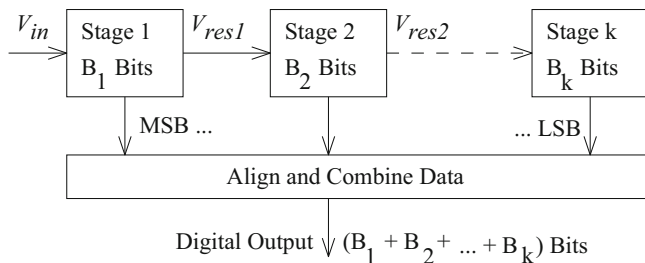 V_in Stage 1 V_res1 Stage 2 V_res2 Stage k
B_1 Bits B_2 Bits B_k Bits
MSB ... ... LSB
Align and Combine Data
Digital Output (B_1 + B_2 + ... + B_k) Bits